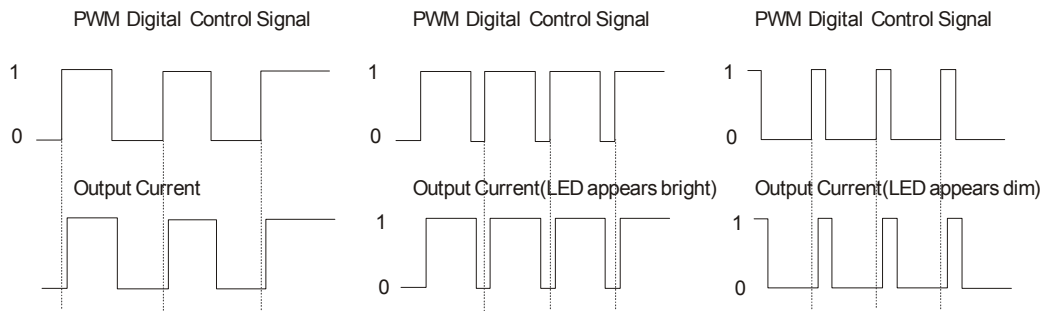 PWM Digital Control Signal
1
0
Output Current
PWM Digital Control Signal
1
0
Output Current(LED appears bright)
1
0
PWM Digital Control Signal
1
0
Output Current(LED appears dim)
1
0